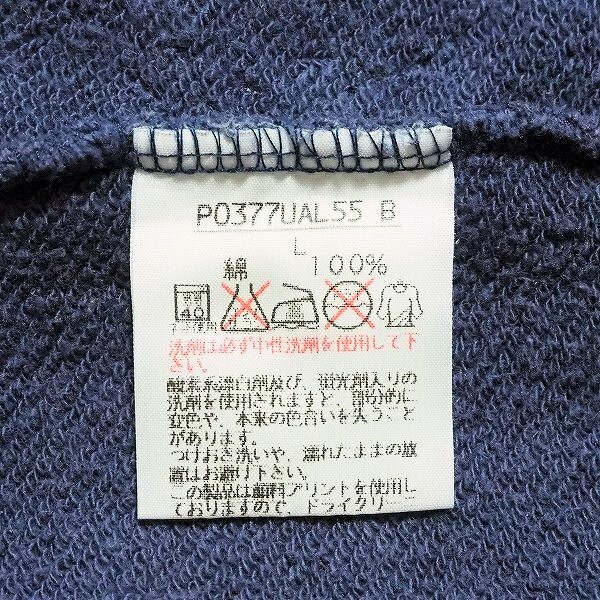 P0377UAL55 B
L
綿 100%
40
ネット使用
洗剤は必ず中性洗剤を使用して下
さい。
酸素系漂白剤及び、蛍光剤入りの
洗剤を使用されますと、部分的に
変色や、本来の色合いを失うこと
があります。
つけおき洗いや、濡れたままの放
置はお避け下さい。
この製品は顔料プリントを使用し
ておりますので、ドライクリー